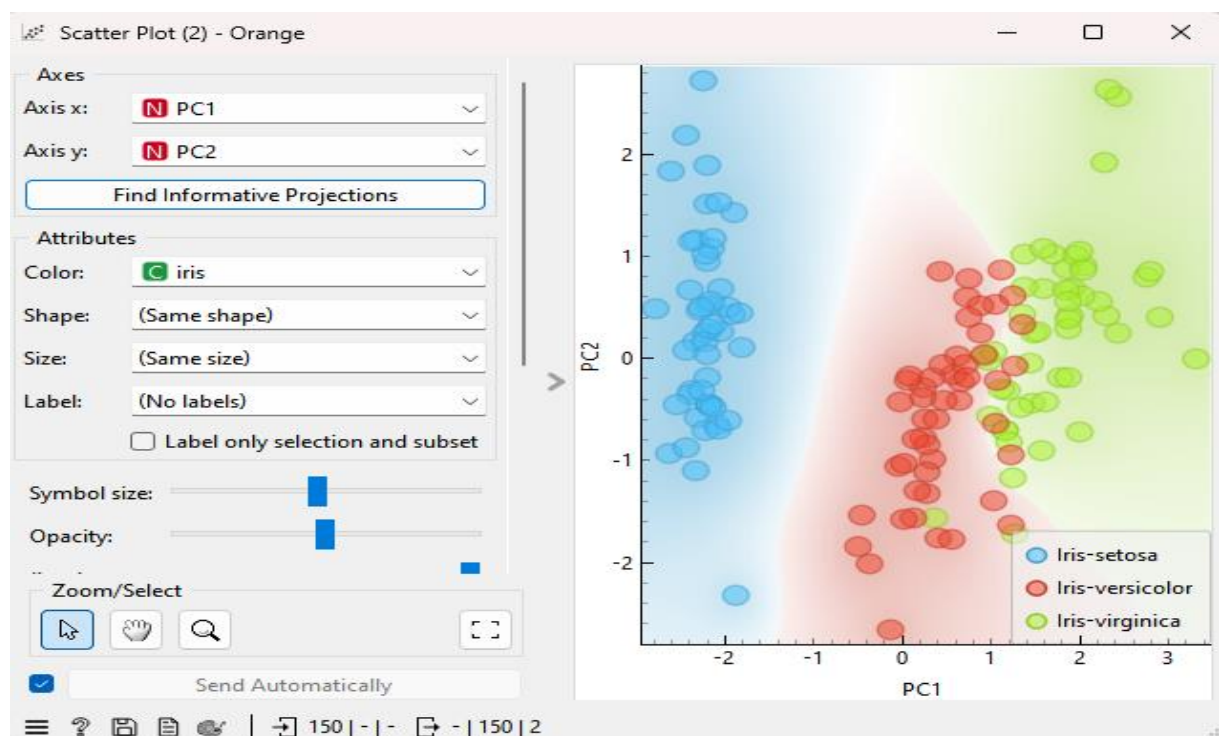 Scatter Plot (2) - Orange
Axes
Axis x: N PC1
Axis y: N PC2
Find Informative Projections
Attributes
Color: C iris
Shape: (Same shape)
Size: (Same size)
Label: (No labels)
Label only selection and subset
Symbol size:
Opacity:
Zoom/Select
Send Automatically
150 | - | - - | 150 | 2
PC2
2
1
0
-1
-2
-2 -1 0 1 2 3
PC1
Iris-setosa
Iris-versicolor
Iris-virginica